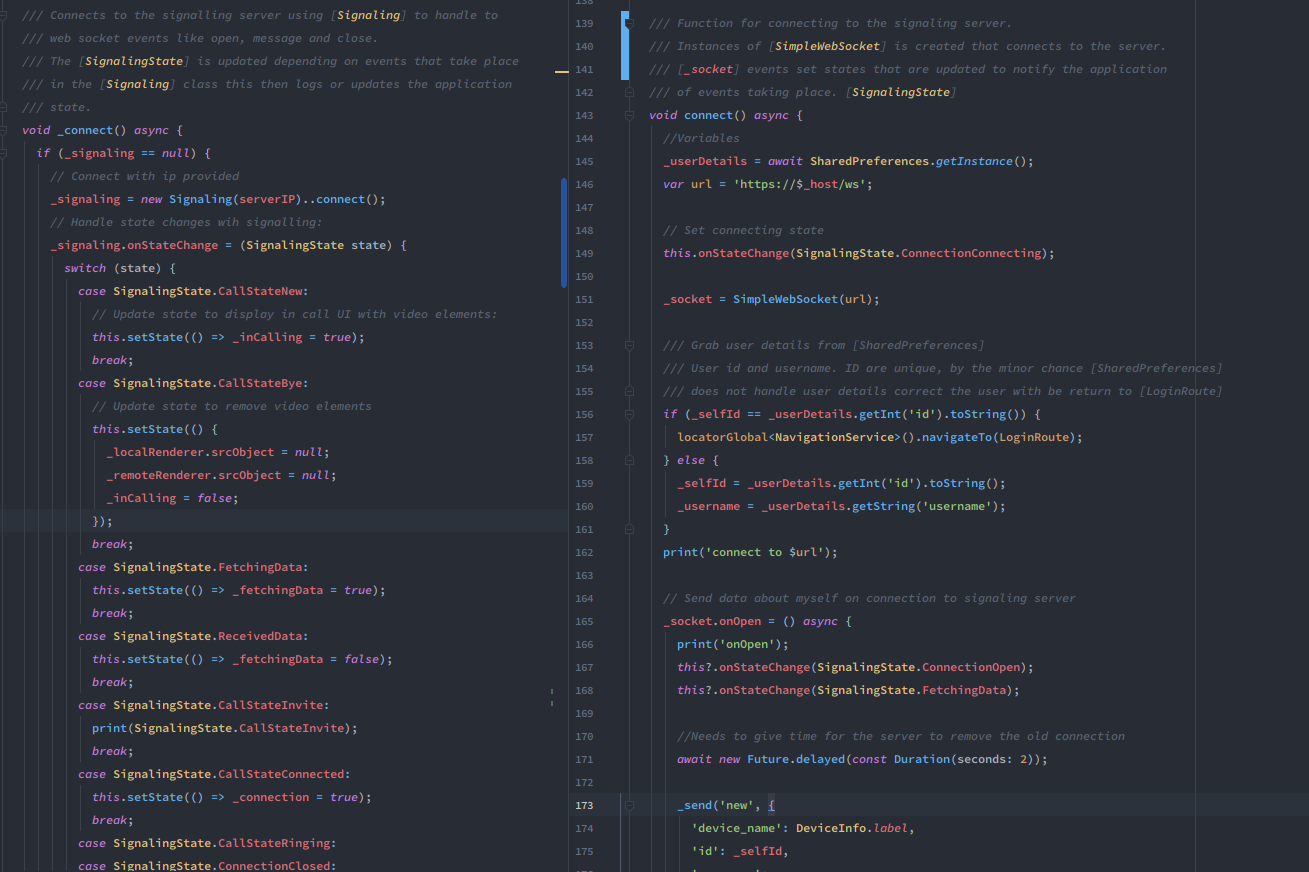 /// Connects to the signalling server using [Signaling] to handle to
/// web socket events like open, message and close.
/// The [SignalingState] is updated depending on events that take place
/// in the [Signaling] class this then logs or updates the application
/// state.
void _connect() async {
if (_signaling == null) {
// Connect with ip provided
_signaling = new Signaling(serverIP)..connect();
// Handle state changes wih signalling:
_signaling.onStateChange = (SignalingState state) {
switch (state) {
case SignalingState.CallStateNew:
// Update state to display in call UI with video elements:
this.setState(() => _inCalling = true);
break;
case SignalingState.CallStateBye:
// Update state to remove video elements
this.setState(() {
_localRenderer.srcObject = null;
_remoteRenderer.srcObject = null;
_inCalling = false;
});
break;
case SignalingState.FetchingData:
this.setState(() => _fetchingData = true);
break;
case SignalingState.ReceivedData:
this.setState(() => _fetchingData = false);
break;
case SignalingState.CallStateInvite:
print(SignalingState.CallStateInvite);
break;
case SignalingState.CallStateConnected:
this.setState(() => _connection = true);
break;
case SignalingState.CallStateRinging:
case SignalingState.ConnectionClosed:
138
139 /// Function for connecting to the signaling server.
140 /// Instances of [SimpleWebSocket] is created that connects to the server.
141 /// [_socket] events set states that are updated to notify the application
142 /// of events taking place. [SignalingState]
143 void connect() async {
144 //Variables
145 _userDetails = await SharedPreferences.getInstance();
146 var url = 'https://$_host/ws';
147
148 // Set connecting state
149 this.onStateChange(SignalingState.ConnectionConnecting);
150
151 _socket = SimpleWebSocket(url);
152
153 /// Grab user details from [SharedPreferences]
154 /// User id and username. ID are unique, by the minor chance [SharedPreferences]
155 /// does not handle user details correct the user with be return to [LoginRoute]
156 if (_selfId == _userDetails.getInt('id').toString()) {
157 locatorGlobal<NavigationService>().navigateTo(LoginRoute);
158 } else {
159 _selfId = _userDetails.getInt('id').toString();
160 _username = _userDetails.getString('username');
161 }
162 print('connect to $url');
163
164 // Send data about myself on connection to signaling server
165 _socket.onOpen = () async {
166 print('onOpen');
167 this?.onStateChange(SignalingState.ConnectionOpen);
168 this?.onStateChange(SignalingState.FetchingData);
169
170 //Needs to give time for the server to remove the old connection
171 await new Future.delayed(const Duration(seconds: 2));
172
173 _send('new', {
174 'device_name': DeviceInfo.label,
175 'id': _selfId,